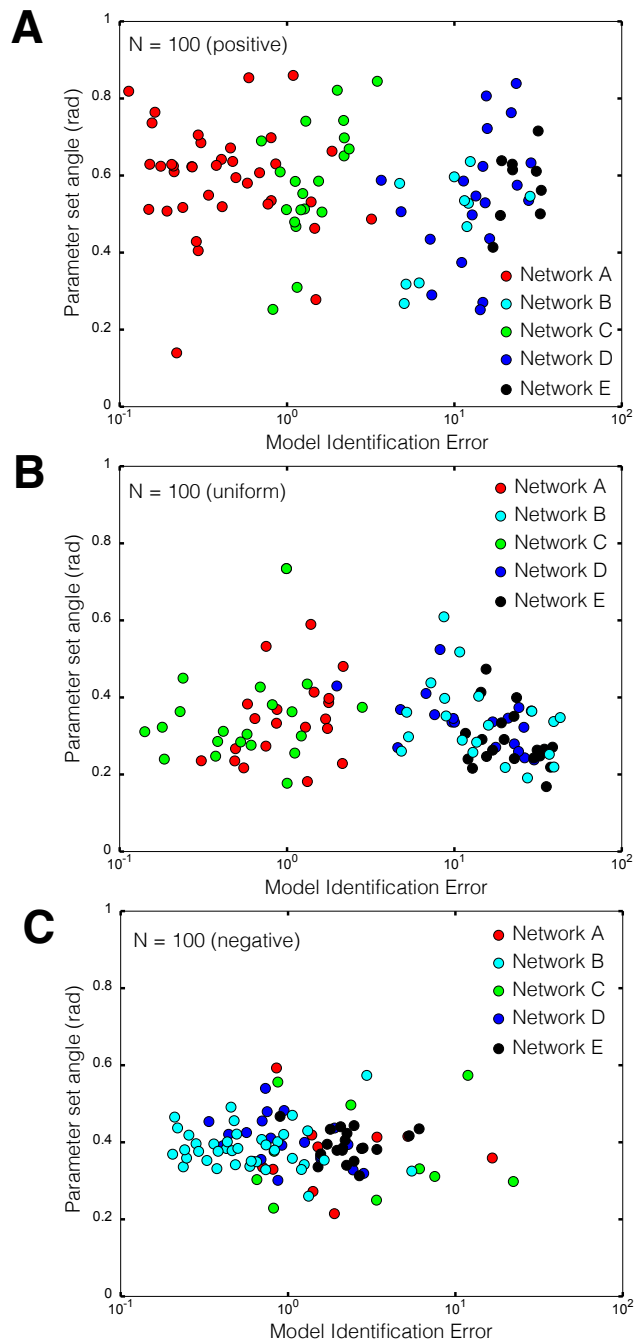 A
N = 100 (positive)
Parameter set angle (rad)
1
0.8
0.6
0.4
0.2
0
Network A
Network B
Network C
Network D
Network E
10-1
100
101
102
Model Identification Error
B
N = 100 (uniform)
Parameter set angle (rad)
1
0.8
0.6
0.4
0.2
0
Network A
Network B
Network C
Network D
Network E
10-1
100
101
102
Model Identification Error
C
N = 100 (negative)
Parameter set angle (rad)
1
0.8
0.6
0.4
0.2
0
Network A
Network B
Network C
Network D
Network E
10-1
100
101
102
Model Identification Error